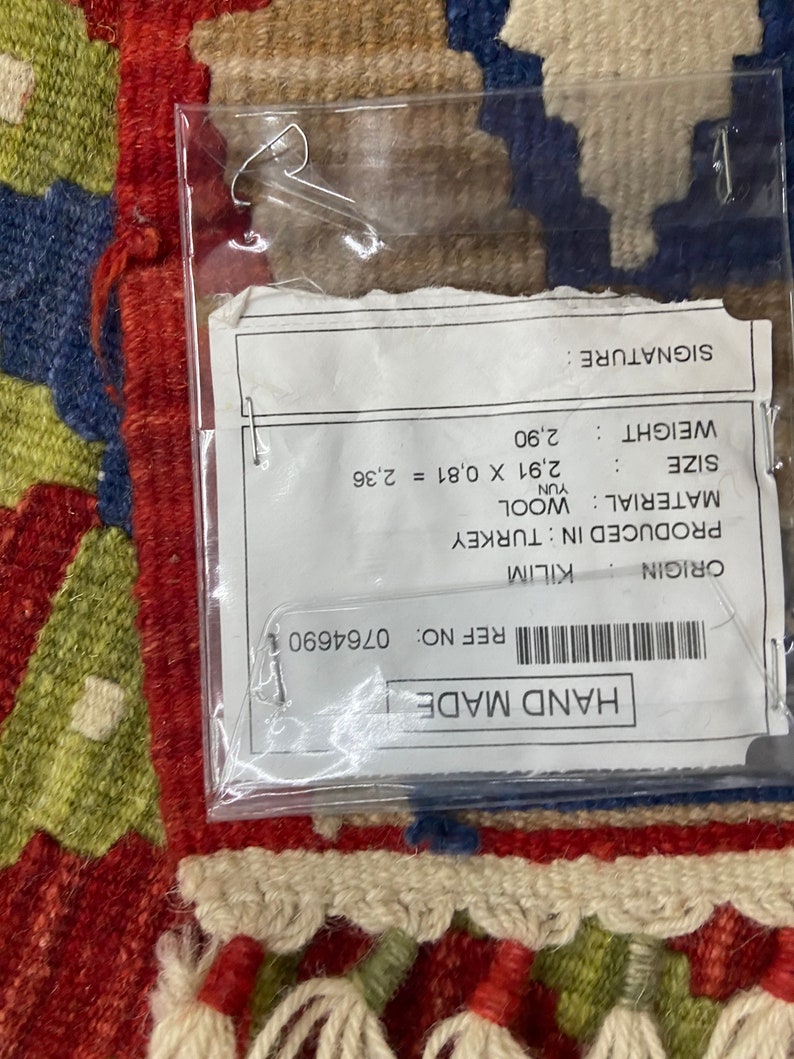 HAND MADE
REF NO: 0764690
ORIGIN : KILIM
PRODUCED IN : TURKEY
MATERIAL : WOOL
YUN
SIZE : 2,91 X 0,81 = 2,36
WEIGHT : 2,90
SIGNATURE :